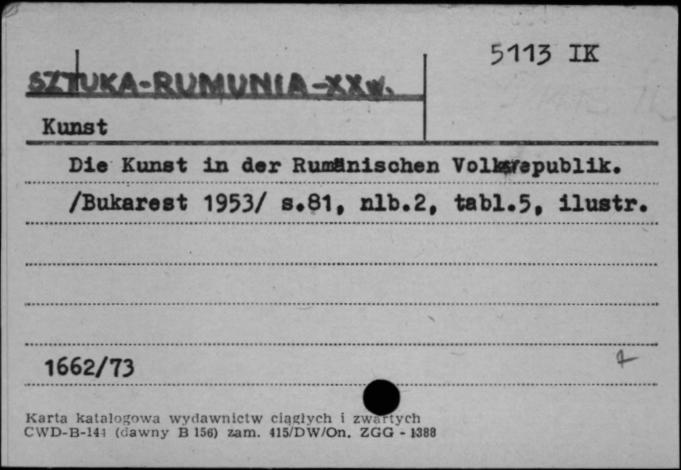 5113 IK
SZTUKA-RUMUNIA-XXw.
Kunst
Die Kunst in der Rumänischen Volksrepublik.
/Bukarest 1953/ s.81, nlb.2, tabl.5, ilustr.
1662/73
Karta katalogowa wydawnictw ciągłych i zwartych
CWD-B-144 (dawny B 156) zam. 415/DW/On. ZGG - 1388